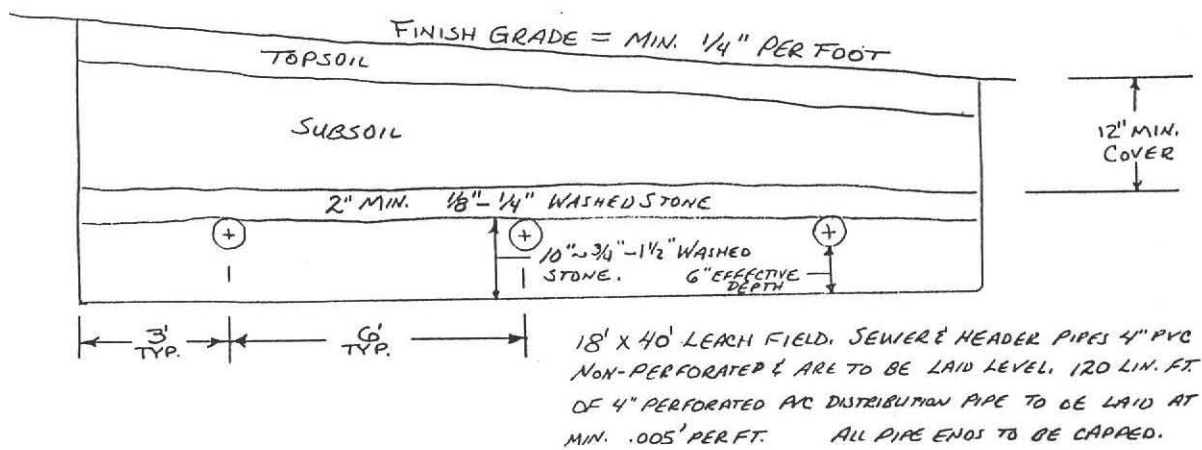 FINISH GRADE = MIN. 1/4" PER FOOT
TOPSOIL
SUBSOIL
12" MIN.
COVER
2" MIN. 1/8"-1/4" WASHED STONE
10"~3/4"-1 1/2" WASHED
STONE.
6" EFFECTIVE
DEPTH
3'
TYP.
6'
TYP.
18' X 40' LEACH FIELD. SEWER & HEADER PIPES 4" PVC
NON-PERFORATED & ARE TO BE LAID LEVEL. 120 LIN. FT.
OF 4" PERFORATED PVC DISTRIBUTION PIPE TO BE LAID AT
MIN. .005' PER FT. ALL PIPE ENDS TO BE CAPPED.